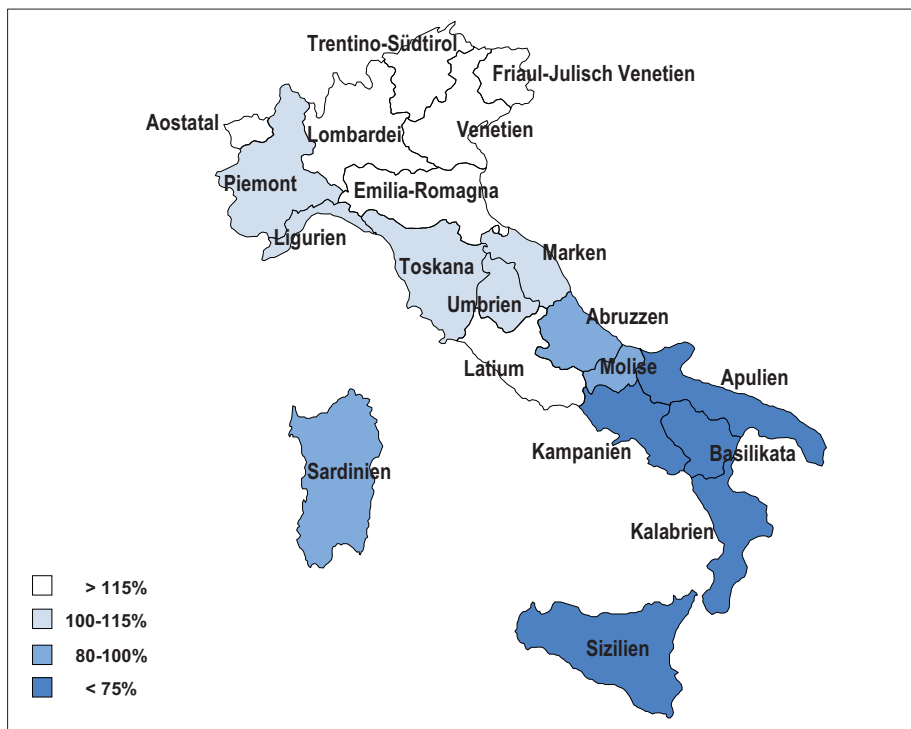 Trentino-Südtirol
Friaul-Julisch Venetien
Aostatal
Lombardei
Venetien
Piemont
Emilia-Romagna
Ligurien
Marken
Toskana
Umbrien
Abruzzen
Latium
Molise
Apulien
Kampanien
Basilikata
Sardinien
Kalabrien
Sizilien
> 115%
100-115%
80-100%
< 75%